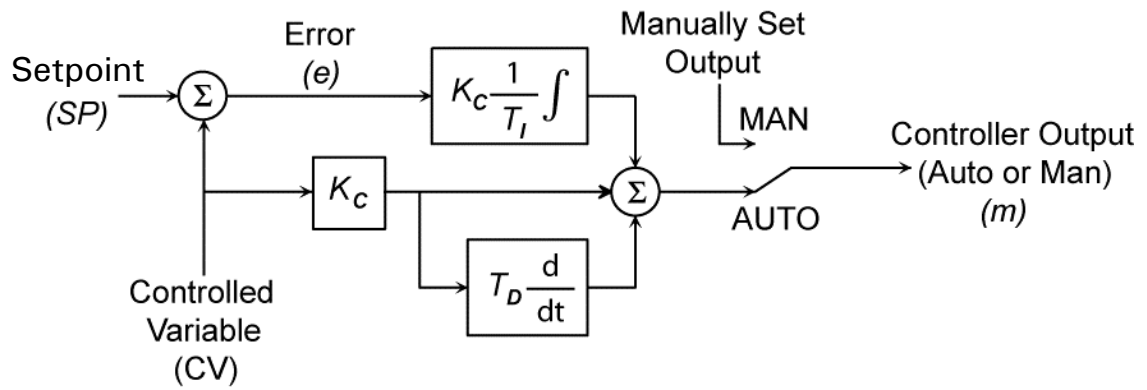 Setpoint
(SP)
Σ
Error
(e)
K_C 1/T_I ∫
Manually Set
Output
MAN
Controller Output
(Auto or Man)
(m)
K_C
Σ
AUTO
T_D d/dt
Controlled
Variable
(CV)